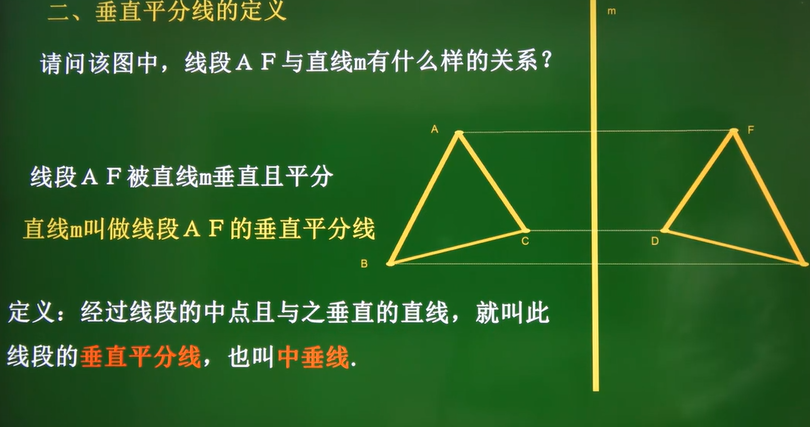 二、垂直平分线的定义
请问该图中，线段ＡＦ与直线m有什么样的关系？
线段ＡＦ被直线m垂直且平分
直线m叫做线段ＡＦ的垂直平分线
定义：经过线段的中点且与之垂直的直线，就叫此
线段的垂直平分线，也叫中垂线.
m
A
F
C
D
B